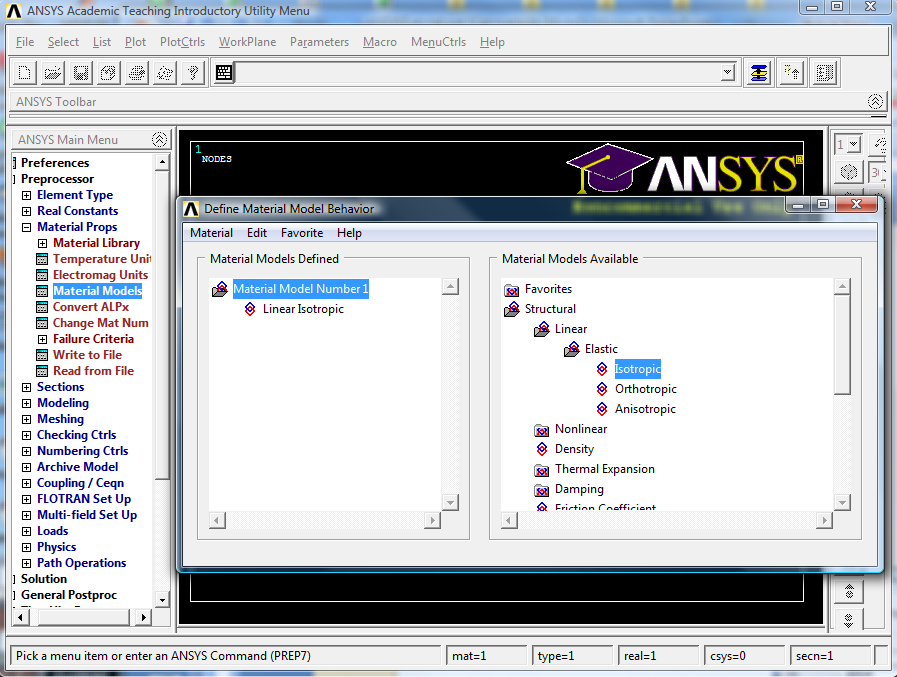 ANSYS Academic Teaching Introductory Utility Menu
File Select List Plot PlotCtrls WorkPlane Parameters Macro MenuCtrls Help
ANSYS Toolbar
ANSYS Main Menu
Preferences
Preprocessor
Element Type
Real Constants
Material Props
Material Library
Temperature Unit
Electromag Units
Material Models
Convert ALPx
Change Mat Num
Failure Criteria
Write to File
Read from File
Sections
Modeling
Meshing
Checking Ctrls
Numbering Ctrls
Archive Model
Coupling / Ceqn
FLOTRAN Set Up
Multi-field Set Up
Loads
Physics
Path Operations
Solution
General Postproc
1
NODES
ANSYS®
1
Define Material Model Behavior
Material Edit Favorite Help
Material Models Defined
Material Model Number 1
Linear Isotropic
Material Models Available
Favorites
Structural
Linear
Elastic
Isotropic
Orthotropic
Anisotropic
Nonlinear
Density
Thermal Expansion
Damping
Friction Coefficient
Pick a menu item or enter an ANSYS Command (PREP7)
mat=1 type=1 real=1 csys=0 secn=1